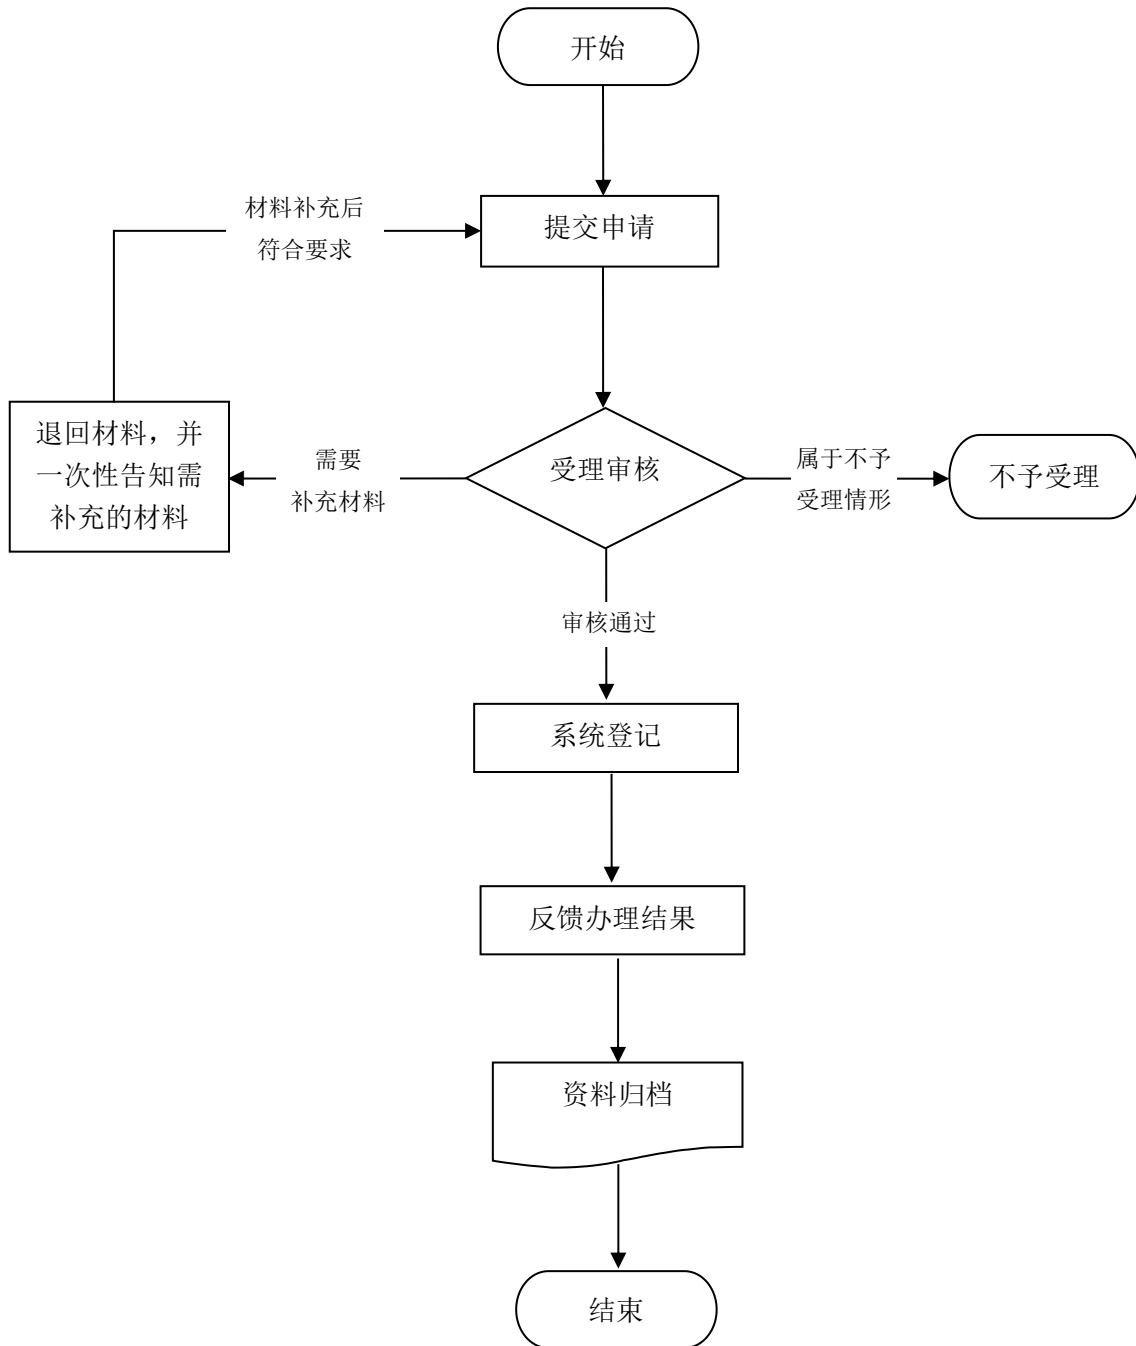 开始
材料补充后
符合要求
提交申请
退回材料，并
一次性告知需
补充的材料
需要
补充材料
受理审核
属于不予
受理情形
不予受理
审核通过
系统登记
反馈办理结果
资料归档
结束